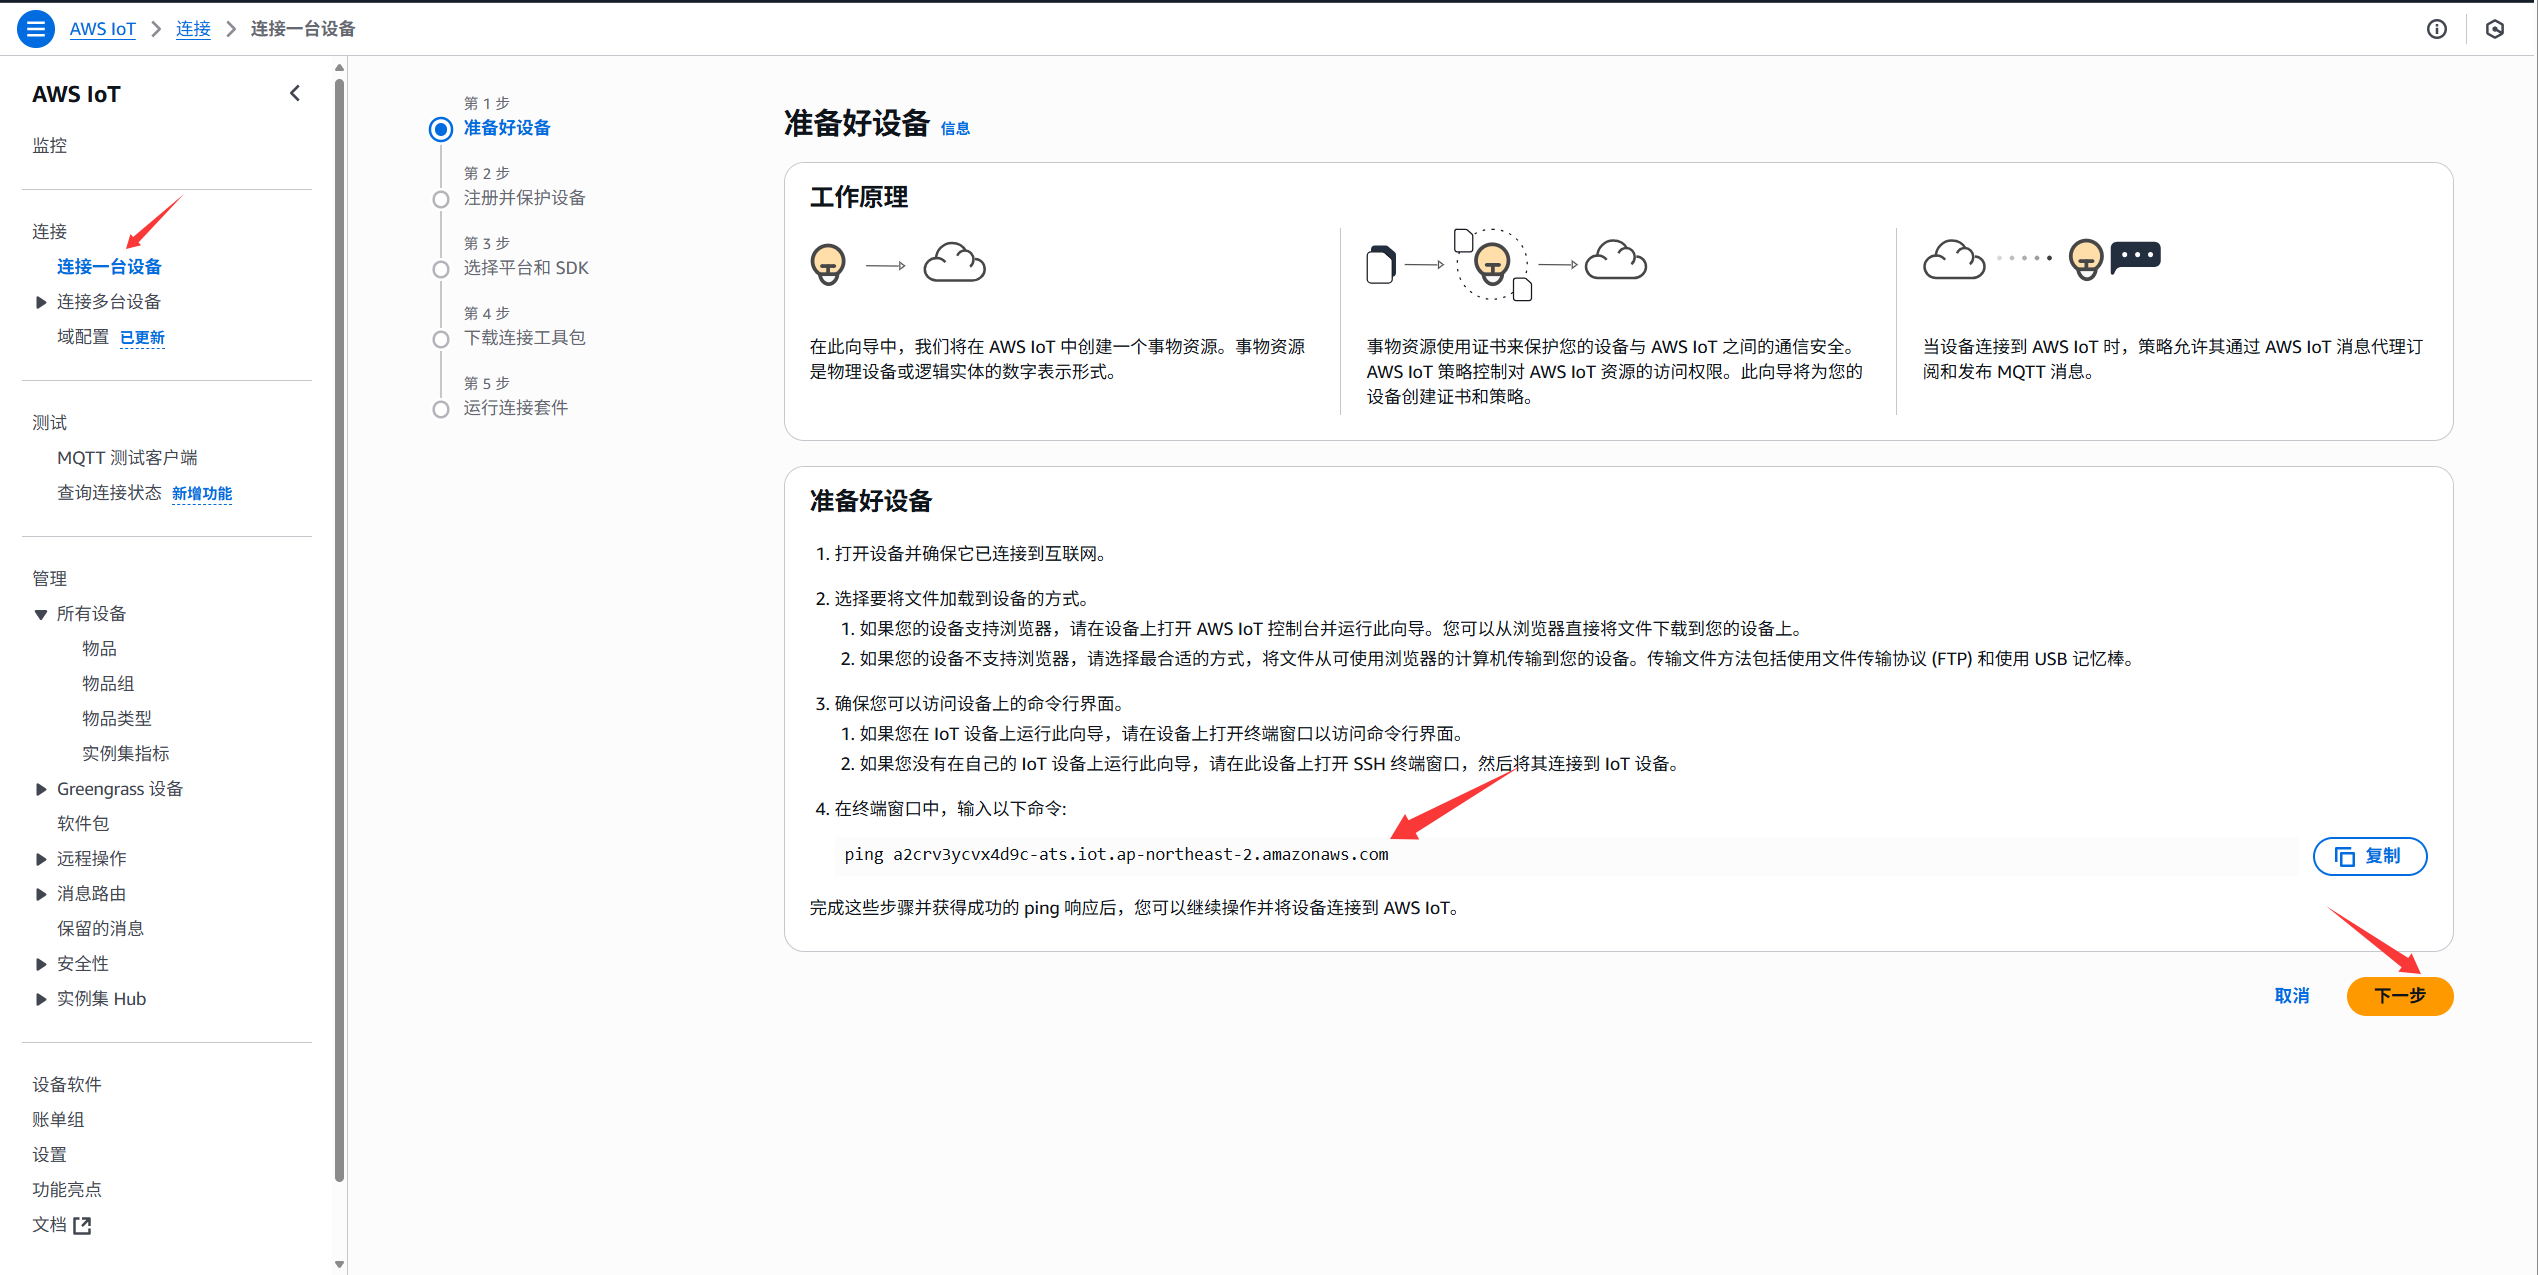 AWS IoT > 连接 > 连接一台设备
AWS IoT
监控
连接
连接一台设备
连接多台设备
域配置 已更新
测试
MQTT 测试客户端
查询连接状态 新增功能
管理
所有设备
物品
物品组
物品类型
实例集指标
Greengrass 设备
软件包
远程操作
消息路由
保留的消息
安全性
实例集 Hub
设备软件
账单组
设置
功能亮点
文档
第 1 步
准备好设备
第 2 步
注册并保护设备
第 3 步
选择平台和 SDK
第 4 步
下载连接工具包
第 5 步
运行连接套件
准备好设备 信息
工作原理
在此向导中，我们将在 AWS IoT 中创建一个事物资源。事物资源
是物理设备或逻辑实体的数字表示形式。
事物资源使用证书来保护您的设备与 AWS IoT 之间的通信安全。
AWS IoT 策略控制对 AWS IoT 资源的访问权限。此向导将为您的
设备创建证书和策略。
当设备连接到 AWS IoT 时，策略允许其通过 AWS IoT 消息代理订
阅和发布 MQTT 消息。
准备好设备
1. 打开设备并确保它已连接到互联网。
2. 选择要将文件加载到设备的方式。
1. 如果您的设备支持浏览器，请在设备上打开 AWS IoT 控制台并运行此向导。您可以从浏览器直接将文件下载到您的设备上。
2. 如果您的设备不支持浏览器，请选择最合适的方式，将文件从可使用浏览器的计算机传输到您的设备。传输文件方法包括使用文件传输协议 (FTP) 和使用 USB 记忆棒。
3. 确保您可以访问设备上的命令行界面。
1. 如果您在 IoT 设备上运行此向导，请在设备上打开终端窗口以访问命令行界面。
2. 如果您没有在自己的 IoT 设备上运行此向导，请在此设备上打开 SSH 终端窗口，然后将其连接到 IoT 设备。
4. 在终端窗口中，输入以下命令:
ping a2crv3ycvx4d9c-ats.iot.ap-northeast-2.amazonaws.com
复制
完成这些步骤并获得成功的 ping 响应后，您可以继续操作并将设备连接到 AWS IoT。
取消
下一步